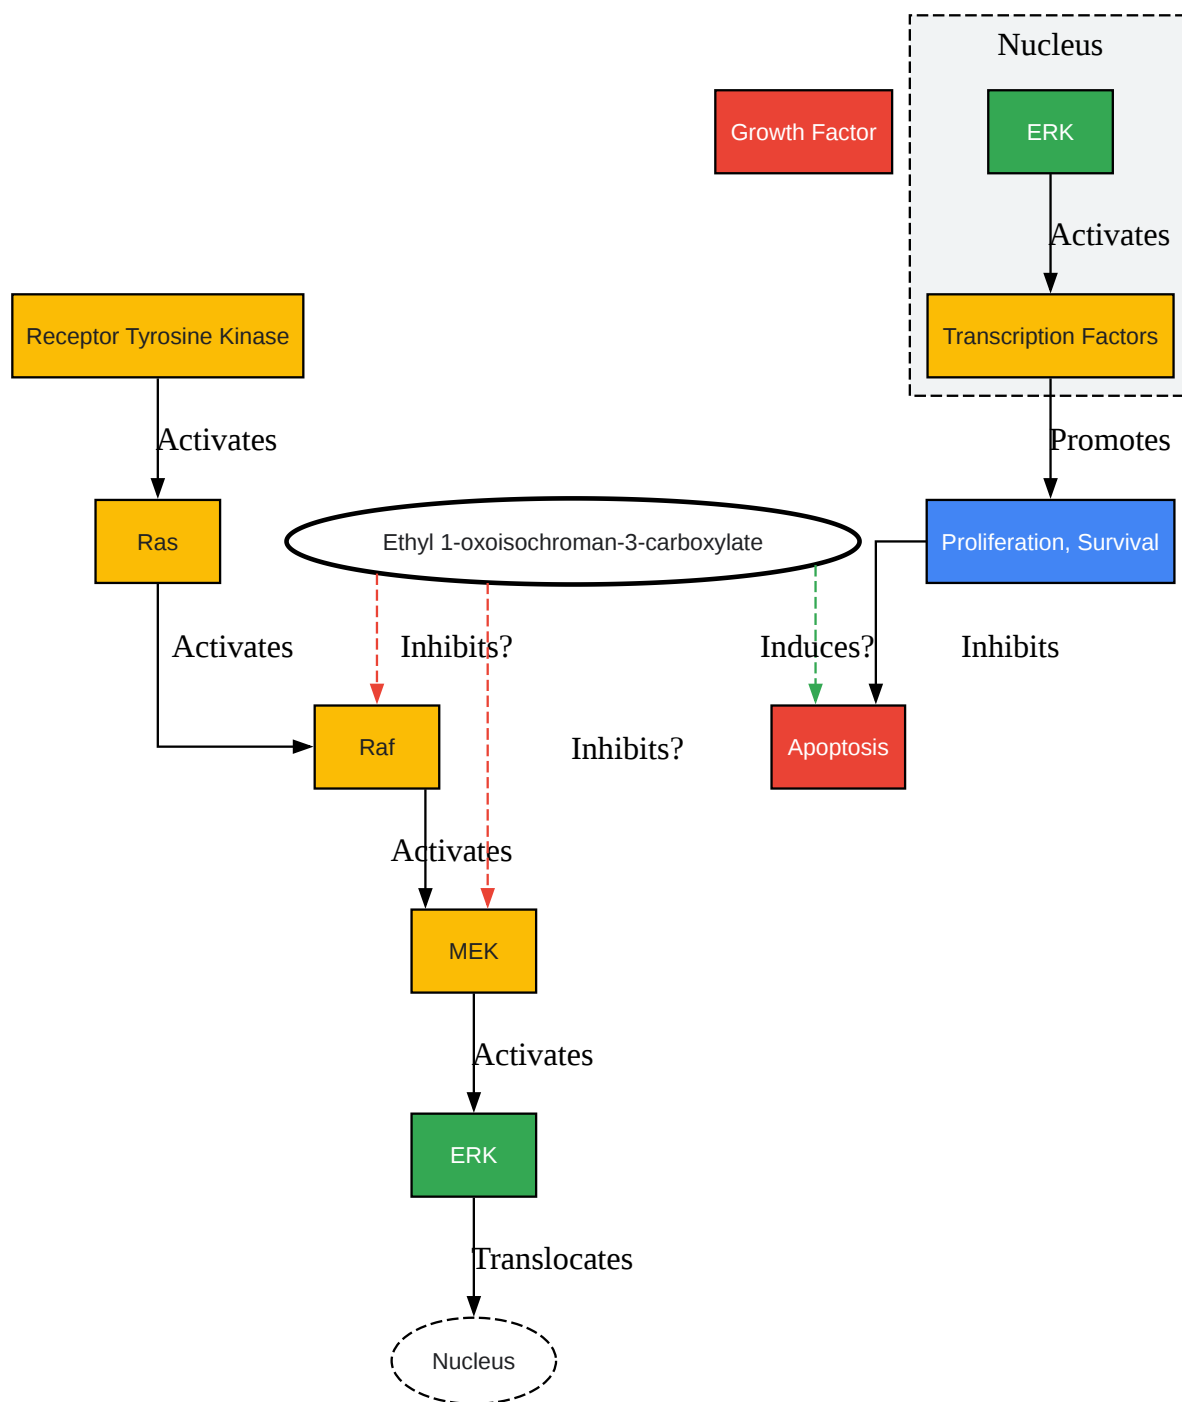 Nucleus
Growth Factor
ERK
Activates
Receptor Tyrosine Kinase
Transcription Factors
Activates
Promotes
Ras
Ethyl 1-oxoisochroman-3-carboxylate
Proliferation, Survival
Activates
Inhibits?
Induces?
Inhibits
Raf
Inhibits?
Apoptosis
Activates
MEK
Activates
ERK
Translocates
Nucleus